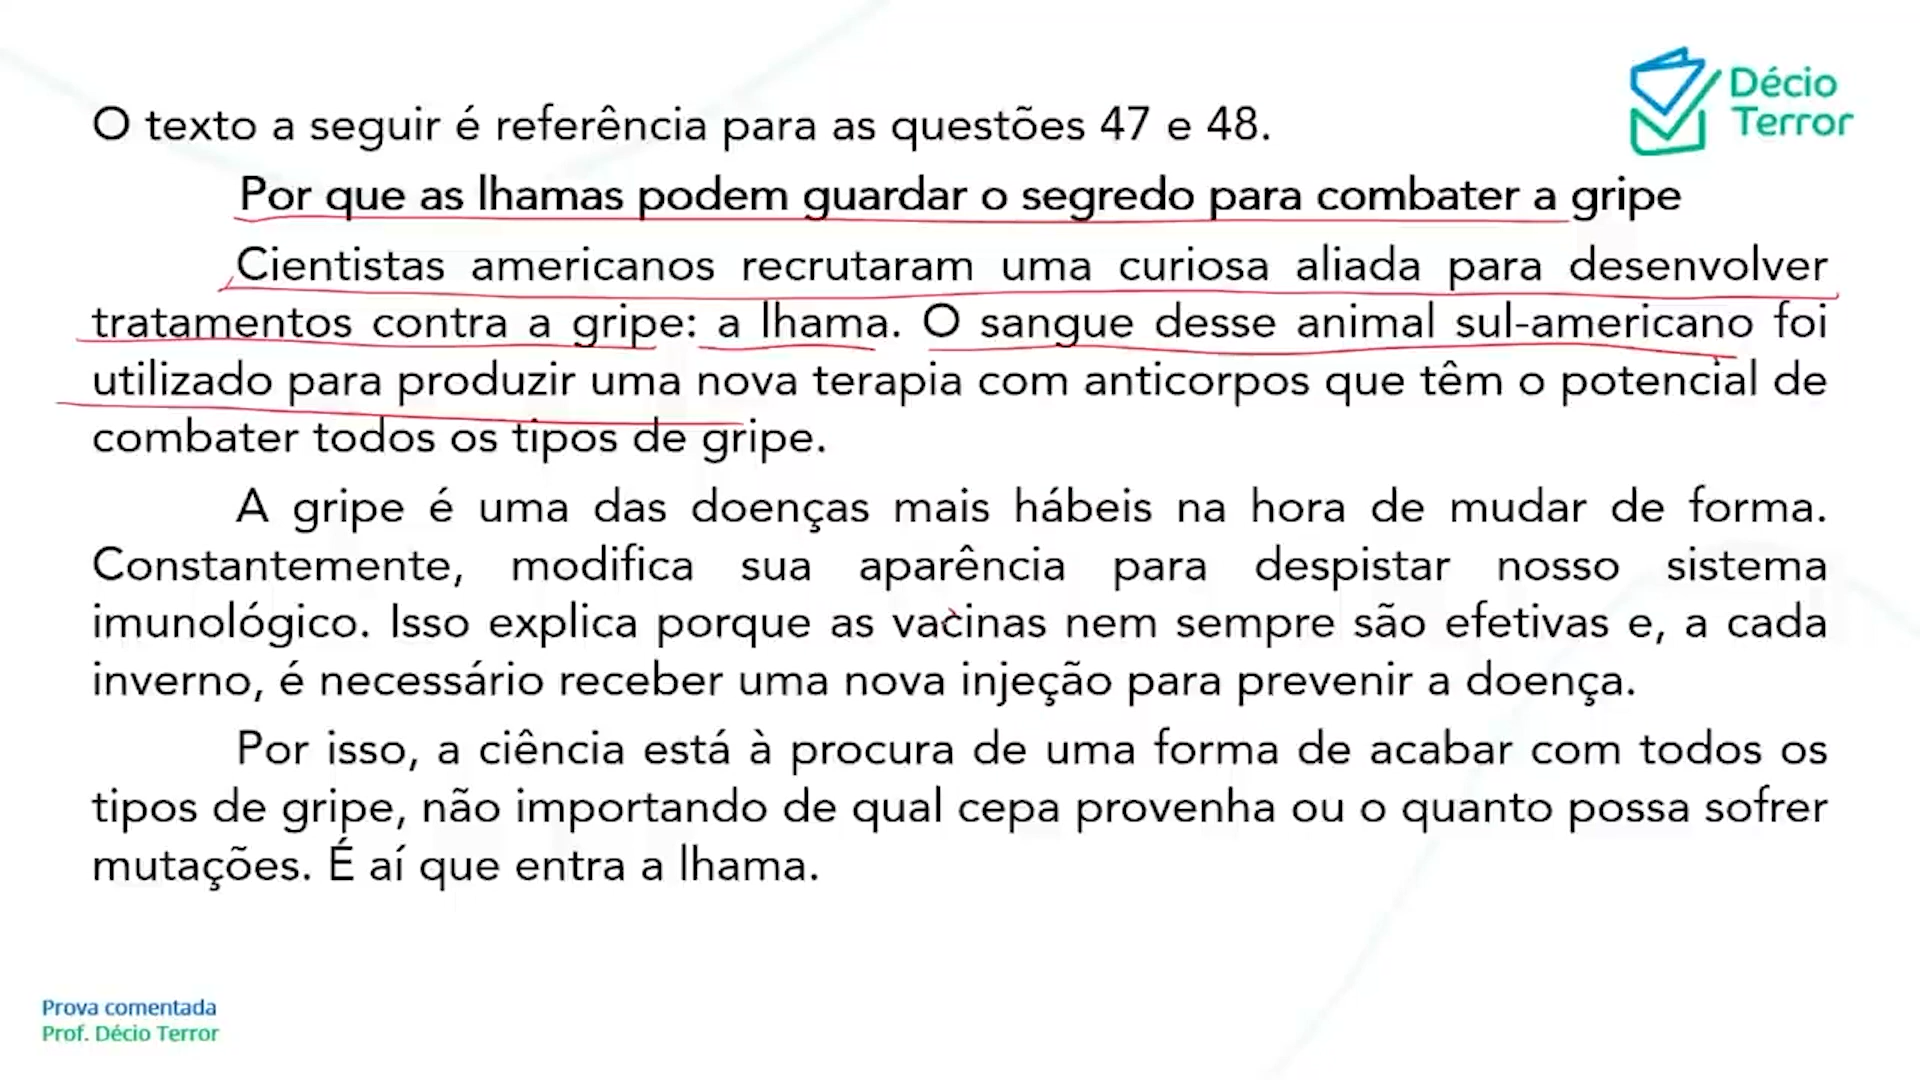 Décio
Terror
O texto a seguir é referência para as questões 47 e 48.
Por que as lhamas podem guardar o segredo para combater a gripe
Cientistas americanos recrutaram uma curiosa aliada para desenvolver
tratamentos contra a gripe: a lhama. O sangue desse animal sul-americano foi
utilizado para produzir uma nova terapia com anticorpos que têm o potencial de
combater todos os tipos de gripe.
A gripe é uma das doenças mais hábeis na hora de mudar de forma.
Constantemente, modifica sua aparência para despistar nosso sistema
imunológico. Isso explica porque as vacinas nem sempre são efetivas e, a cada
inverno, é necessário receber uma nova injeção para prevenir a doença.
Por isso, a ciência está à procura de uma forma de acabar com todos os
tipos de gripe, não importando de qual cepa provenha ou o quanto possa sofrer
mutações. É aí que entra a lhama.
Prova comentada
Prof. Décio Terror